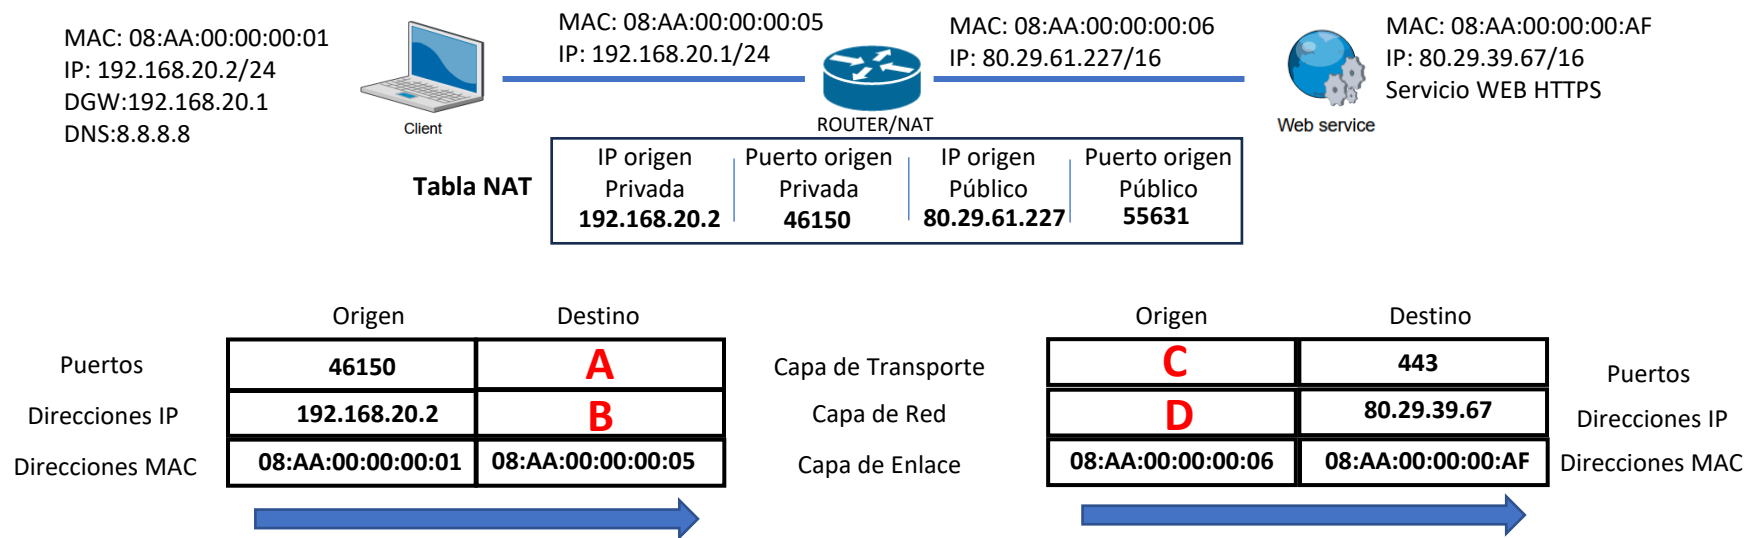 MAC: 08:AA:00:00:00:01
IP: 192.168.20.2/24
DGW:192.168.20.1
DNS:8.8.8.8
Client
MAC: 08:AA:00:00:00:05
IP: 192.168.20.1/24
MAC: 08:AA:00:00:00:06
IP: 80.29.61.227/16
ROUTER/NAT
MAC: 08:AA:00:00:00:AF
IP: 80.29.39.67/16
Servicio WEB HTTPS
Web service
Tabla NAT
IP origen Privada 192.168.20.2
Puerto origen Privada 46150
IP origen Público 80.29.61.227
Puerto origen Público 55631
Origen Destino
Puertos 46150 A
Direcciones IP 192.168.20.2 B
Direcciones MAC 08:AA:00:00:00:01 08:AA:00:00:00:05
Capa de Transporte
Capa de Red
Capa de Enlace
Origen Destino
C 443 Puertos
D 80.29.39.67 Direcciones IP
08:AA:00:00:00:06 08:AA:00:00:00:AF Direcciones MAC